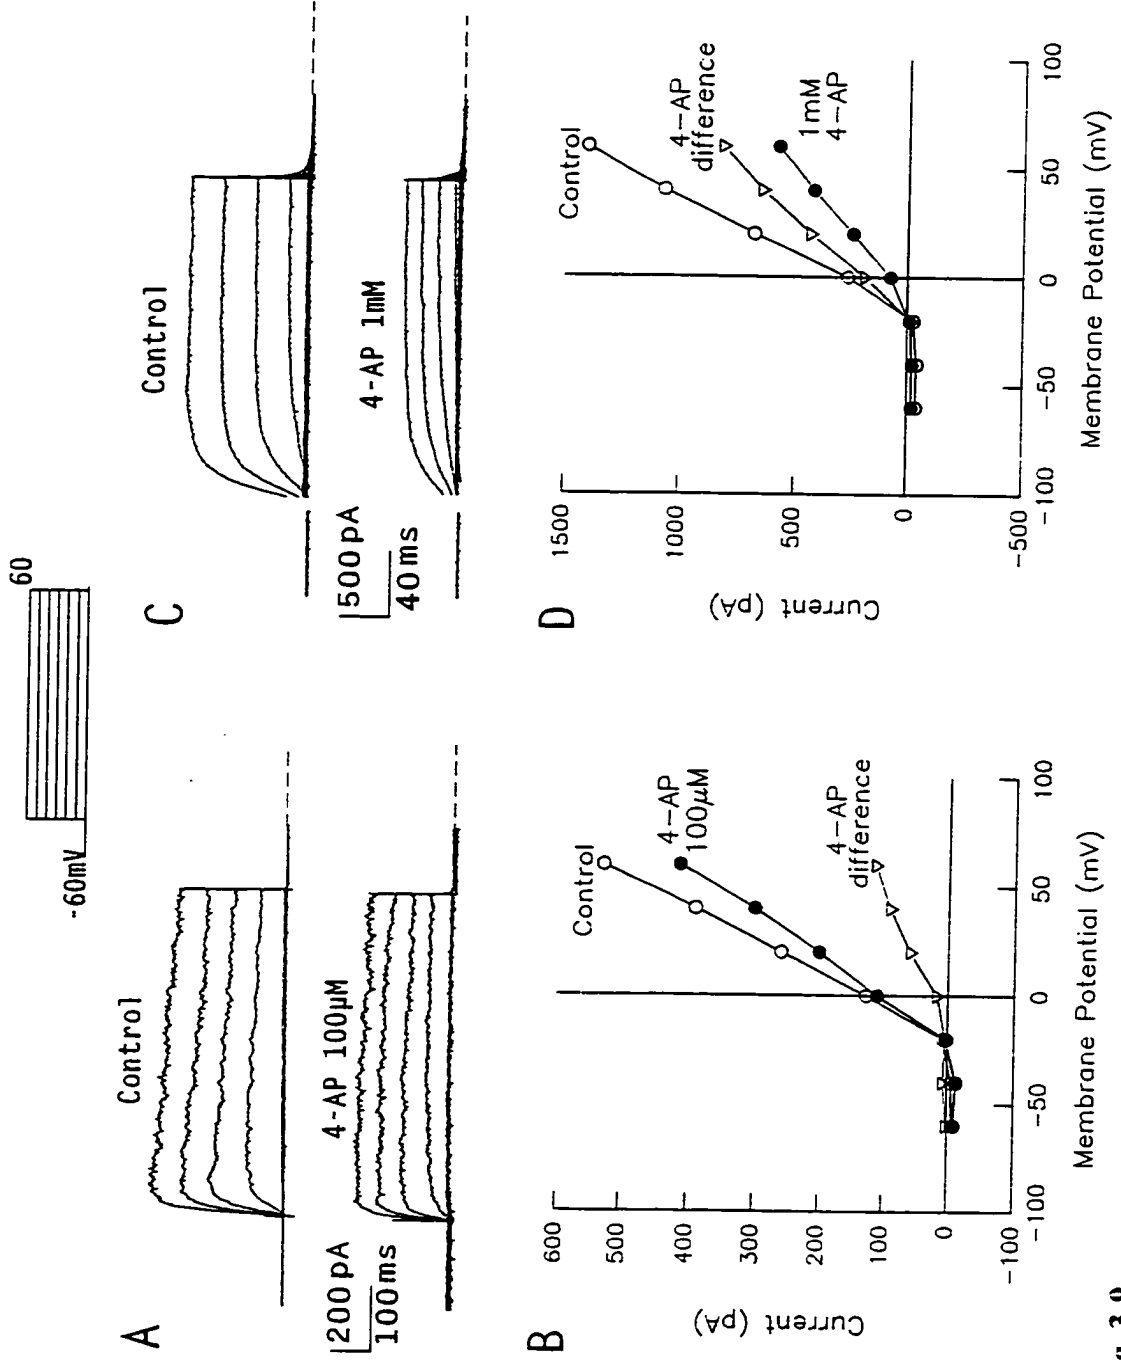 60
-60mV
A
Control
4-AP 100µM
200 pA
100ms
C
Control
4-AP 1mM
500 pA
40ms
B
Control
4-AP
100µM
4-AP
difference
600
400
200
100
0
-100
Current (pA)
-100
-50
0
50
100
Membrane Potential (mV)
D
Control
4-AP
difference
1mM
4-AP
1500
1000
500
0
-500
Current (pA)
-100
-50
0
50
100
Membrane Potential (mV)